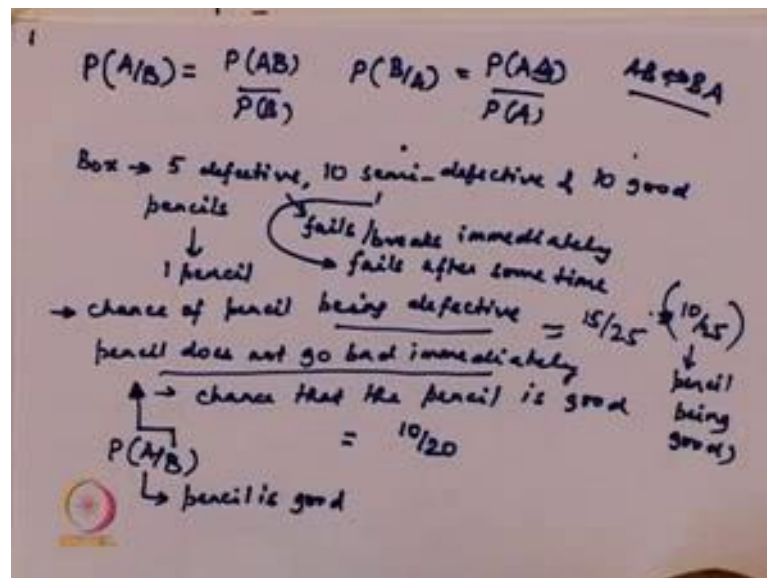 1
P(A/B) = P(AB)/P(B) P(B/A) = P(AB)/P(A) AB ⇔ BA
Box → 5 defective, 10 semi-defective & 10 good
pencils
fails/breaks immediately
fails after some time
↓
1 pencil
→ chance of pencil being defective = 15/25 (10/25)
↓
pencil being good)
pencil does not go bad immediately
→ chance that the pencil is good
= 10/20
P(A/B)
↳ pencil is good